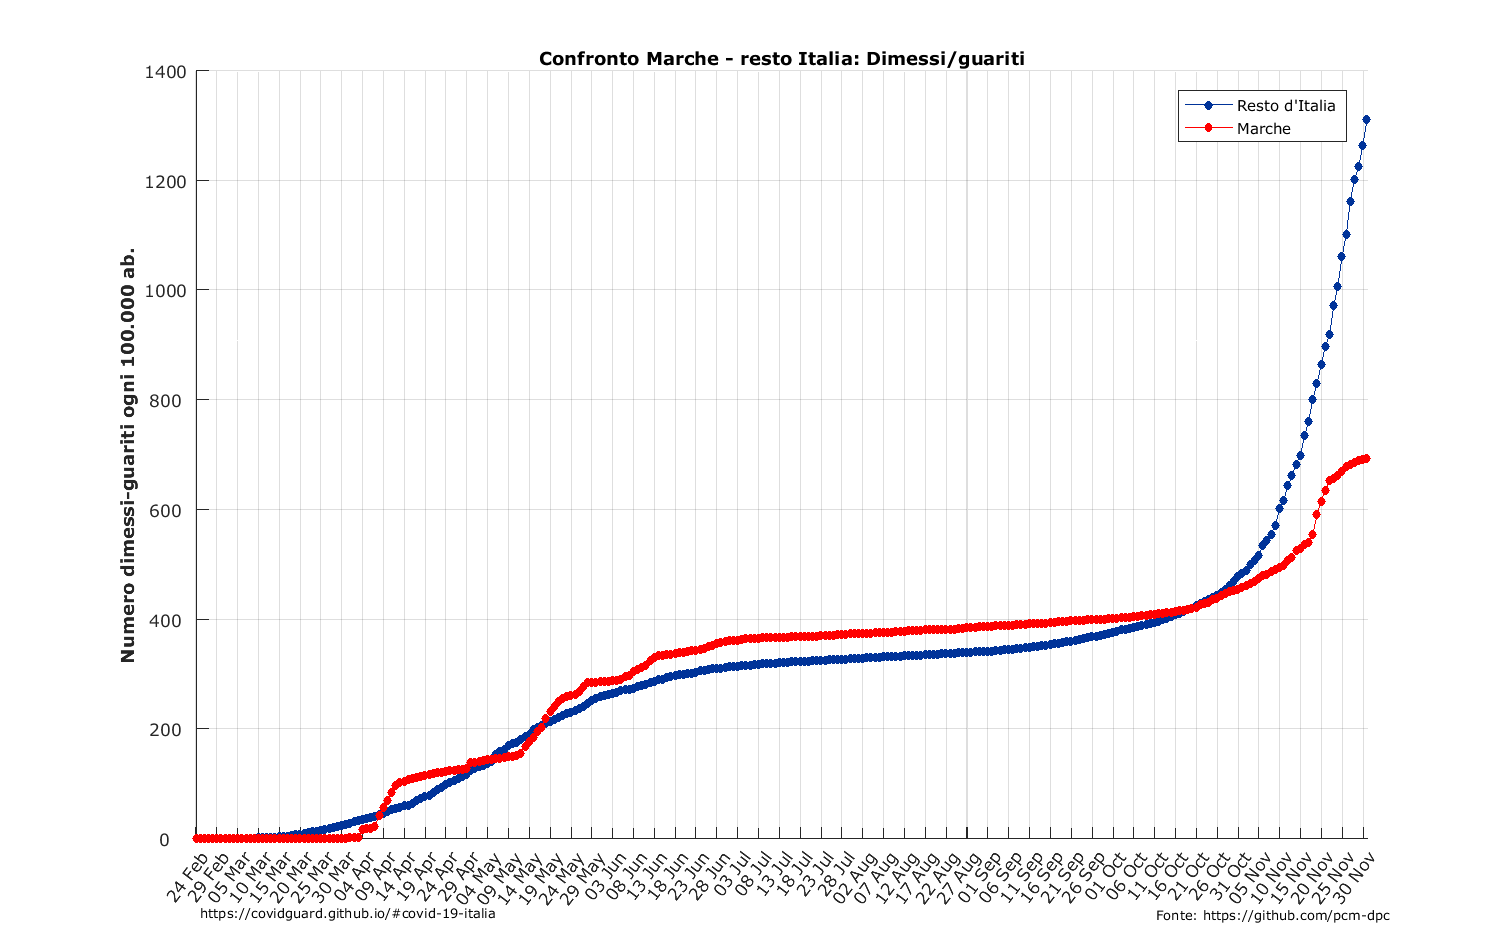 Confronto Marche - resto Italia: Dimessi/guariti
Numero dimessi-guariti ogni 100.000 ab.
1400
1200
1000
800
600
400
200
0
Resto d'Italia
Marche
24 Feb
29 Feb
05 Mar
10 Mar
15 Mar
20 Mar
25 Mar
30 Mar
04 Apr
09 Apr
14 Apr
19 Apr
24 Apr
29 Apr
04 May
09 May
14 May
19 May
24 May
29 May
03 Jun
08 Jun
13 Jun
18 Jun
23 Jun
28 Jun
03 Jul
08 Jul
13 Jul
18 Jul
23 Jul
28 Jul
02 Aug
07 Aug
12 Aug
17 Aug
22 Aug
27 Aug
01 Sep
06 Sep
11 Sep
16 Sep
21 Sep
26 Sep
01 Oct
06 Oct
11 Oct
16 Oct
21 Oct
26 Oct
31 Oct
05 Nov
10 Nov
15 Nov
20 Nov
25 Nov
30 Nov
https://covidguard.github.io/#covid-19-italia
Fonte: https://github.com/pcm-dpc